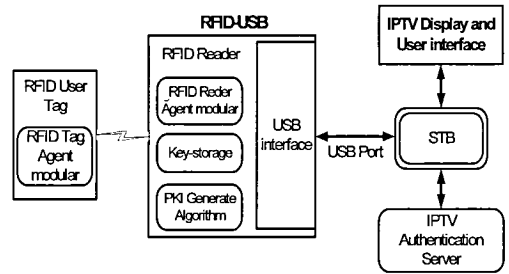 RFID-USB
RFID User
Tag
RFID Tag
Agent
modular
RFID Reader
RFID Reder
Agent modular
Key-storage
PKI Generate
Algorithm
USB
interface
USB Port
IPTV Display and
User interface
STB
IPTV
Authentication
Server